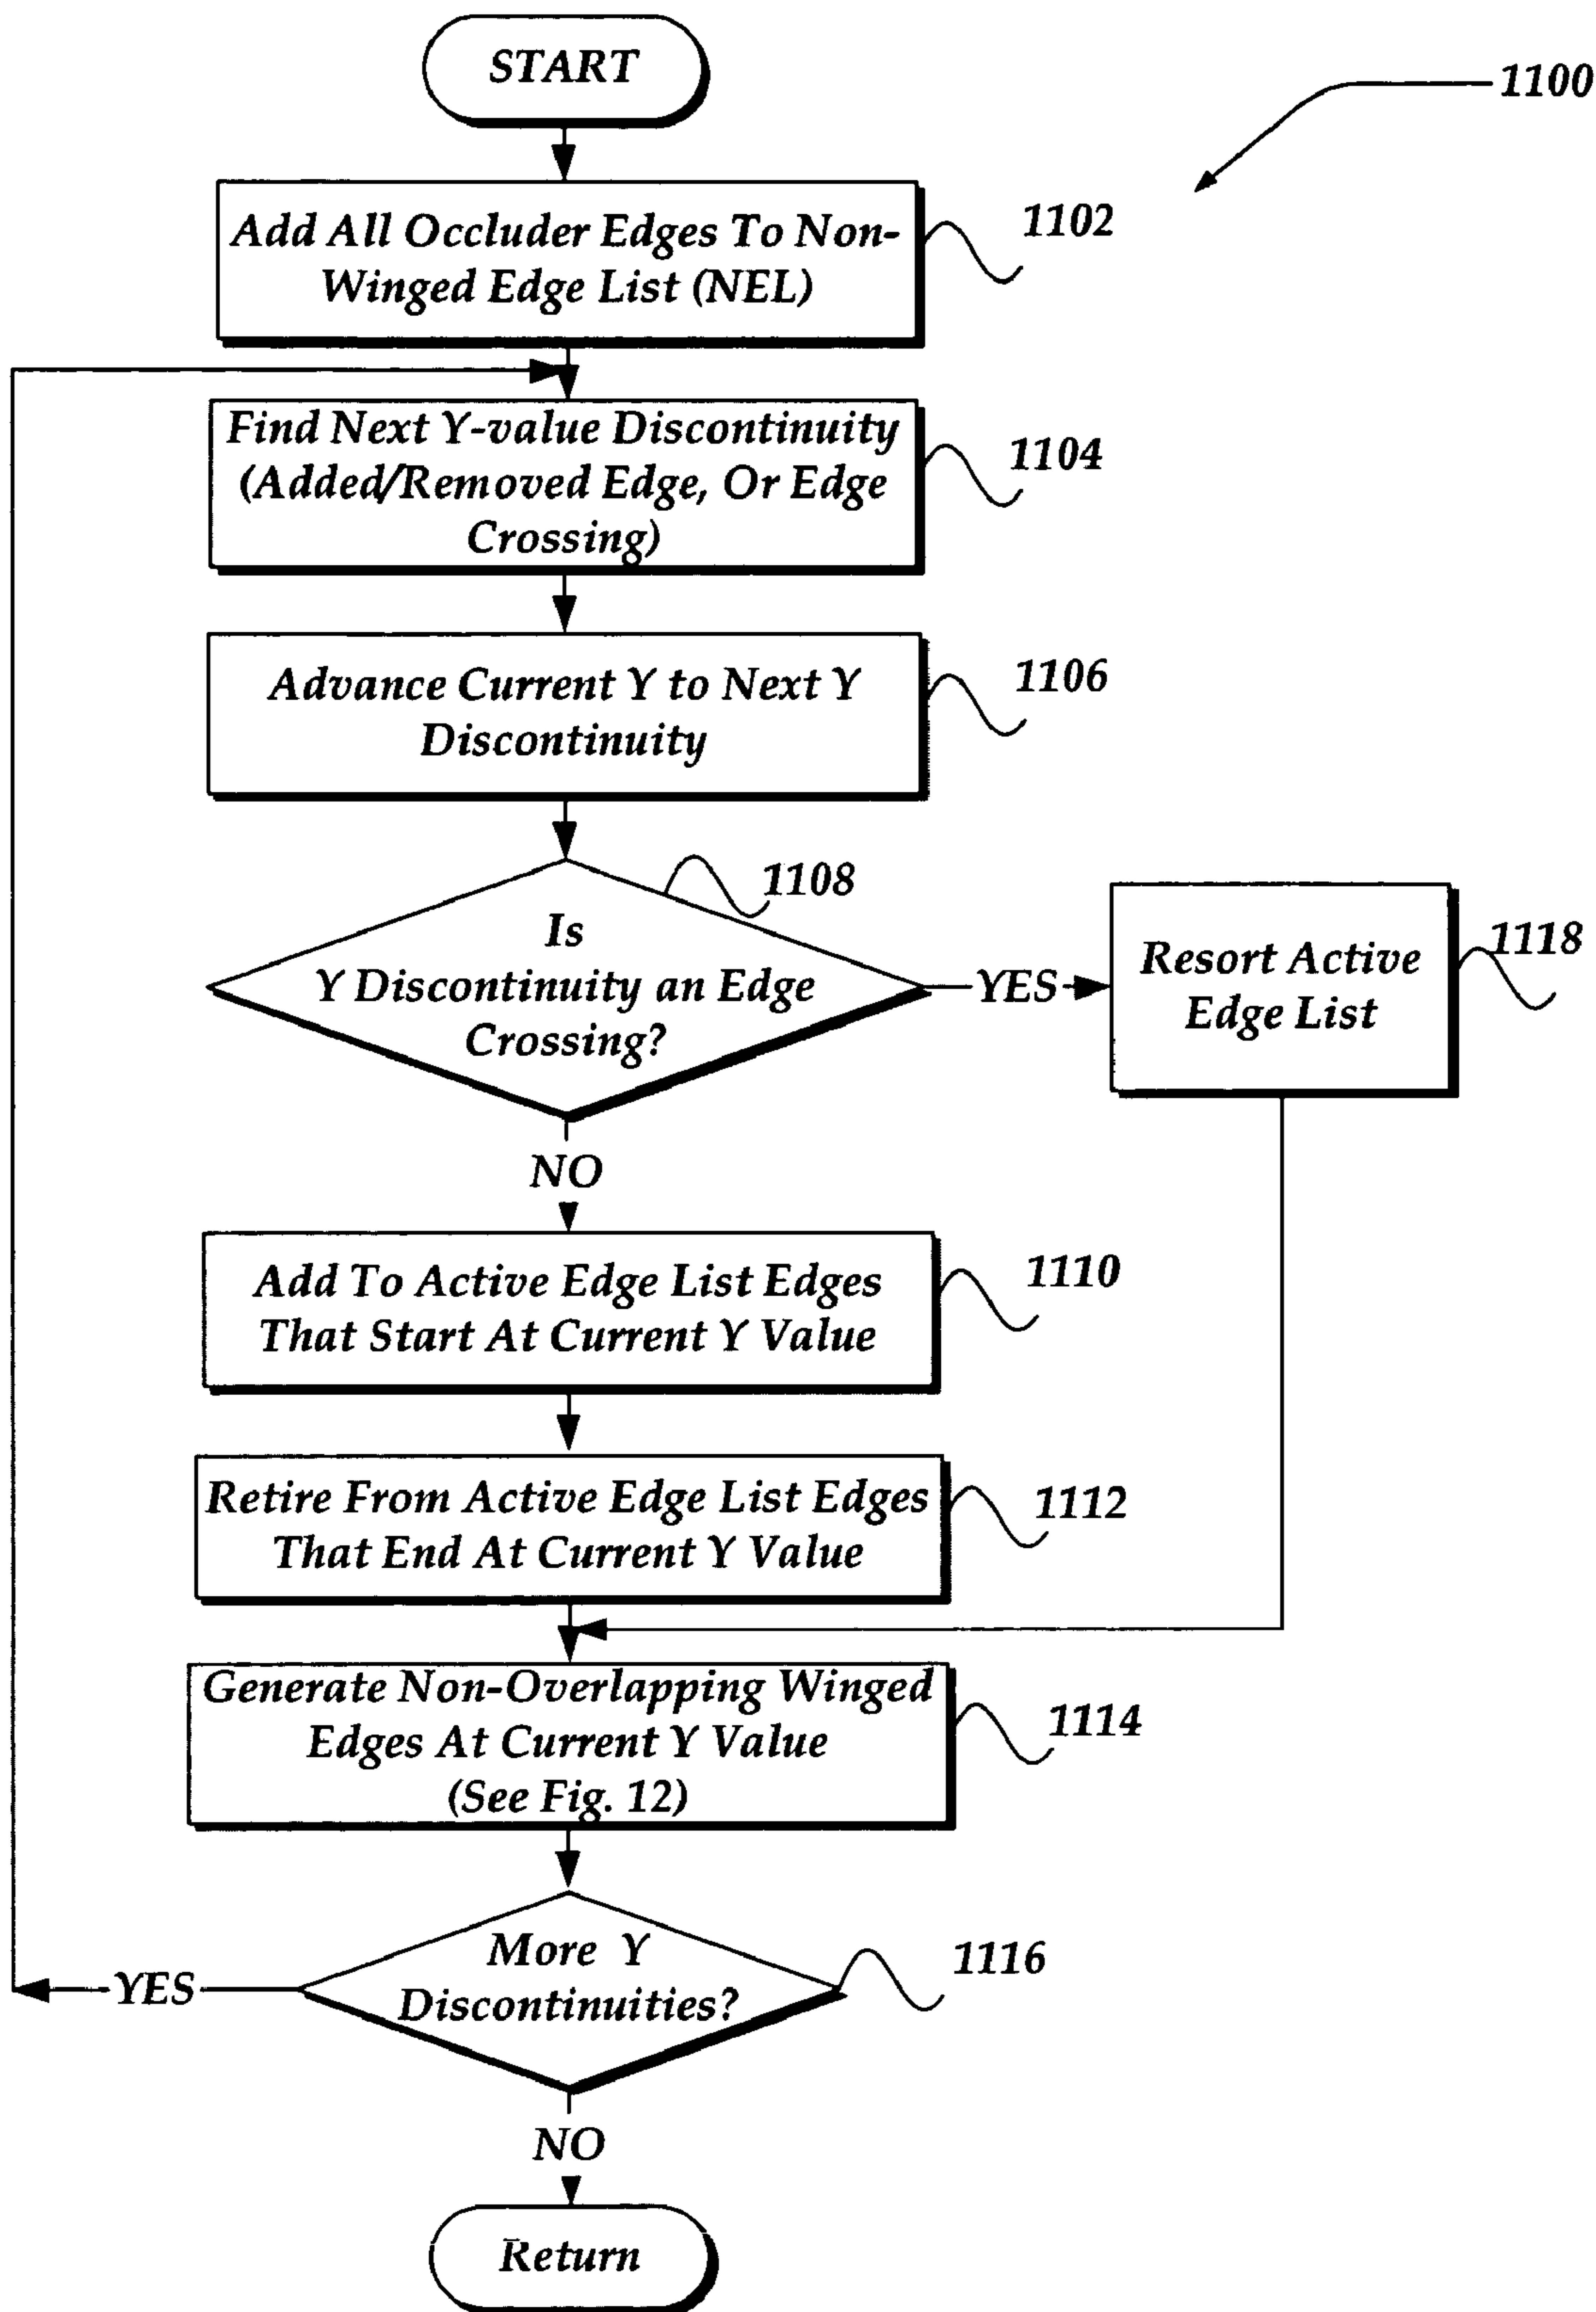 START
1100
Add All Occluder Edges To Non-
Winged Edge List (NEL)
1102
Find Next Y-value Discontinuity
(Added/Removed Edge, Or Edge
Crossing)
1104
Advance Current Y to Next Y
Discontinuity
1106
1108
Is
Y Discontinuity an Edge
Crossing?
YES
Resort Active
Edge List
1118
NO
Add To Active Edge List Edges
That Start At Current Y Value
1110
Retire From Active Edge List Edges
That End At Current Y Value
1112
Generate Non-Overlapping Winged
Edges At Current Y Value
(See Fig. 12)
1114
More Y
Discontinuities?
1116
YES
NO
Return